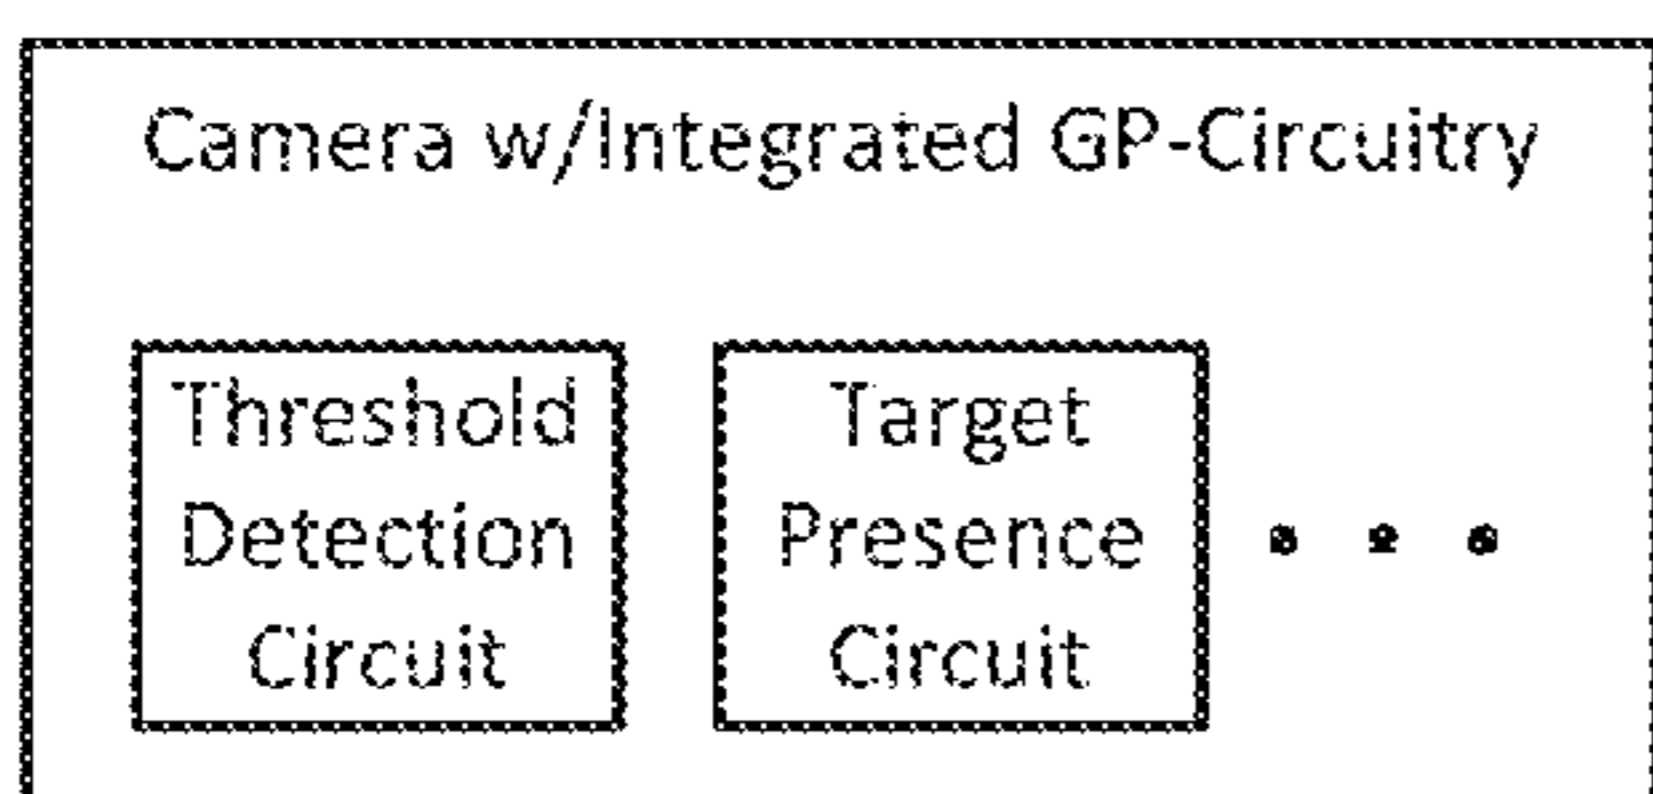 Camera w/Integrated GP-Circuitry
Threshold
Detection
Circuit
Target
Presence
Circuit
• • •